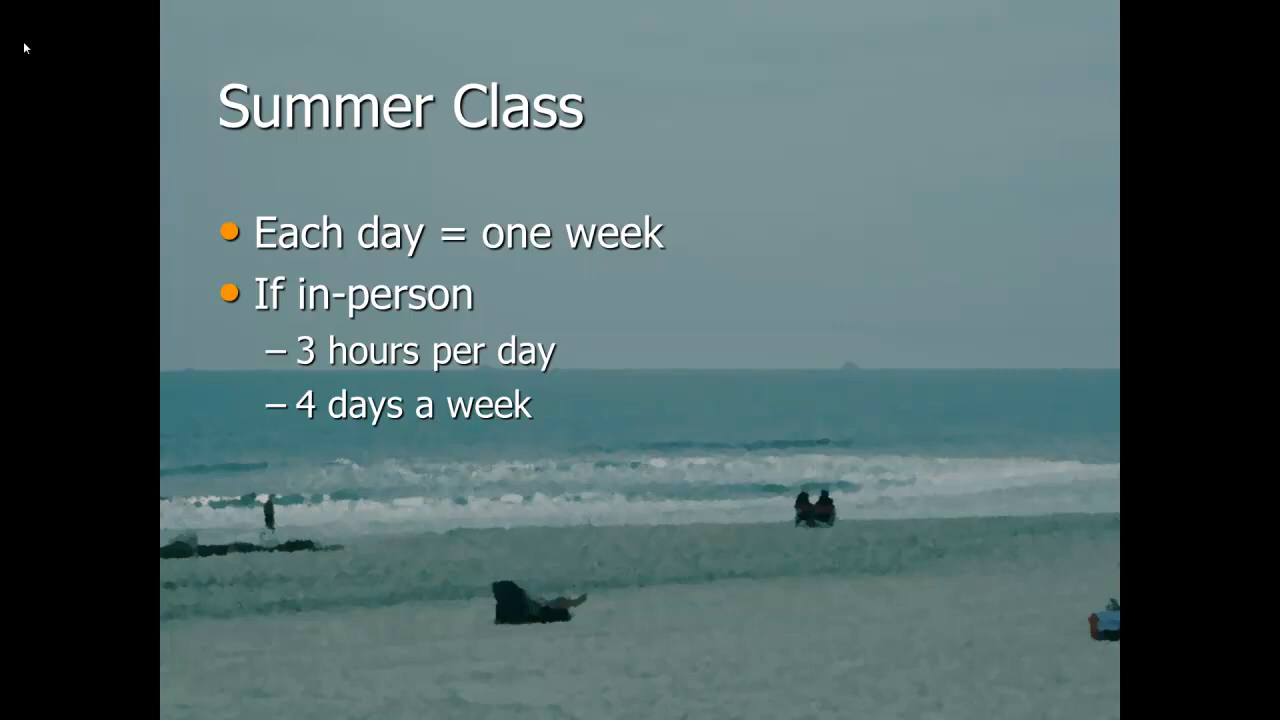 Summer Class
Each day = one week
If in-person
– 3 hours per day
– 4 days a week